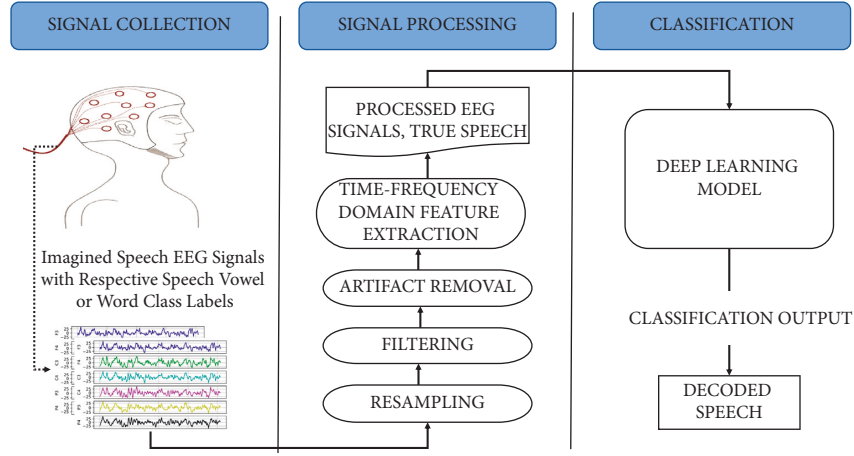 SIGNAL COLLECTION
Imagined Speech EEG Signals
with Respective Speech Vowel
or Word Class Labels
SIGNAL PROCESSING
PROCESSED EEG
SIGNALS, TRUE SPEECH
TIME-FREQUENCY
DOMAIN FEATURE
EXTRACTION
ARTIFACT REMOVAL
FILTERING
RESAMPLING
CLASSIFICATION
DEEP LEARNING
MODEL
CLASSIFICATION OUTPUT
DECODED
SPEECH